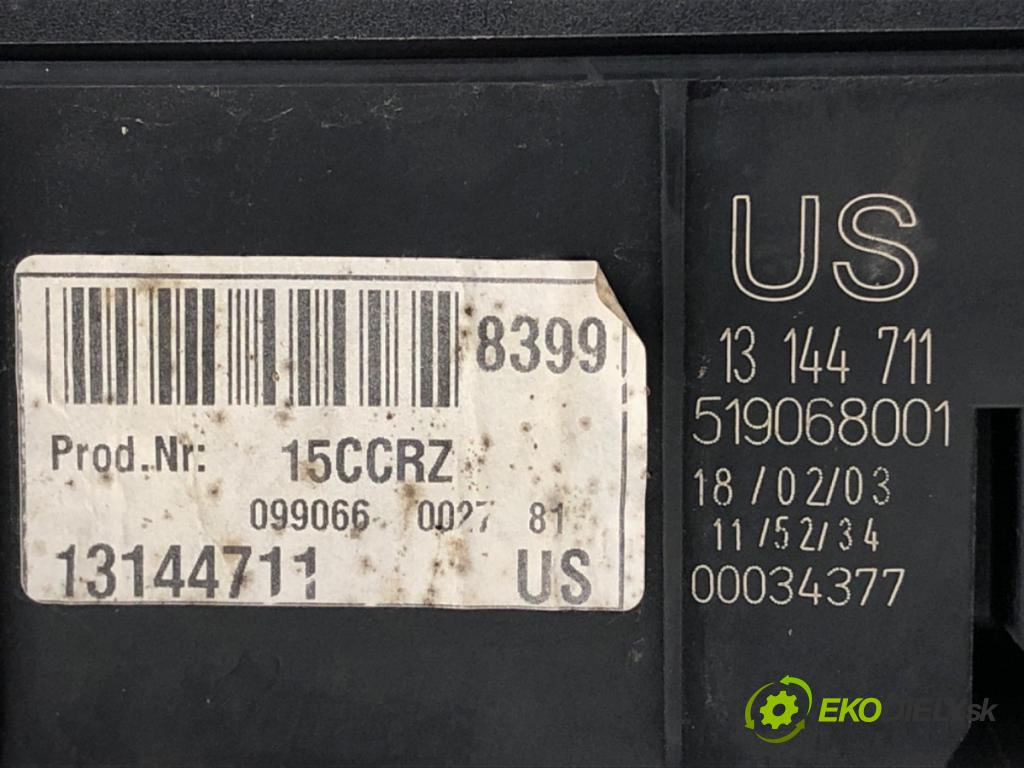 8399
Prod.Nr: 15CCRZ
099066 0027 81
13144711 US
US
13 144 711
519068001
18/02/03
11/52/34
00034377
EKODIELY.sk